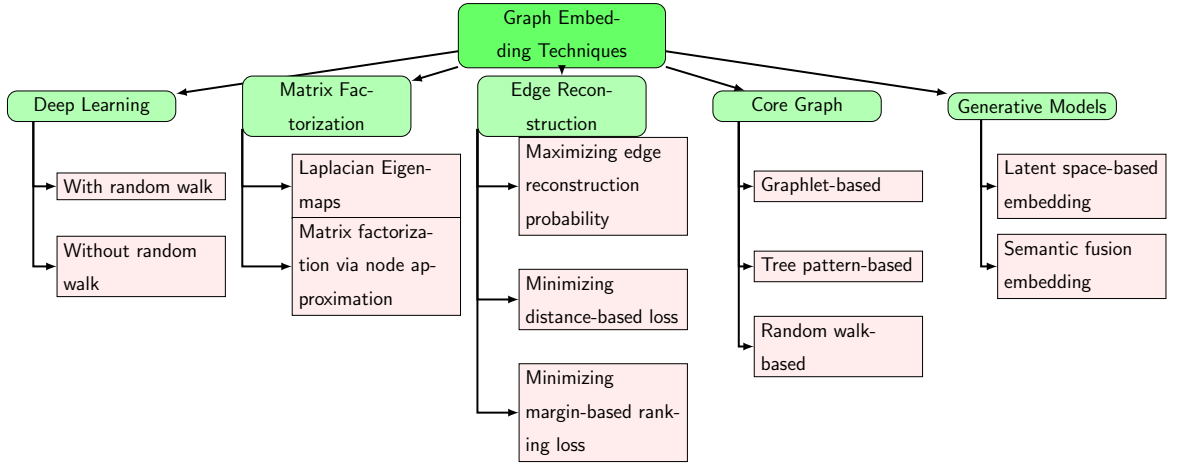 Graph Embed-
ding Techniques
Deep Learning
With random walk
Without random
walk
Matrix Fac-
torization
Laplacian Eigen-
maps
Matrix factoriza-
tion via node ap-
proximation
Edge Recon-
struction
Maximizing edge
reconstruction
probability
Minimizing
distance-based loss
Minimizing
margin-based rank-
ing loss
Core Graph
Graphlet-based
Tree pattern-based
Random walk-
based
Generative Models
Latent space-based
embedding
Semantic fusion
embedding